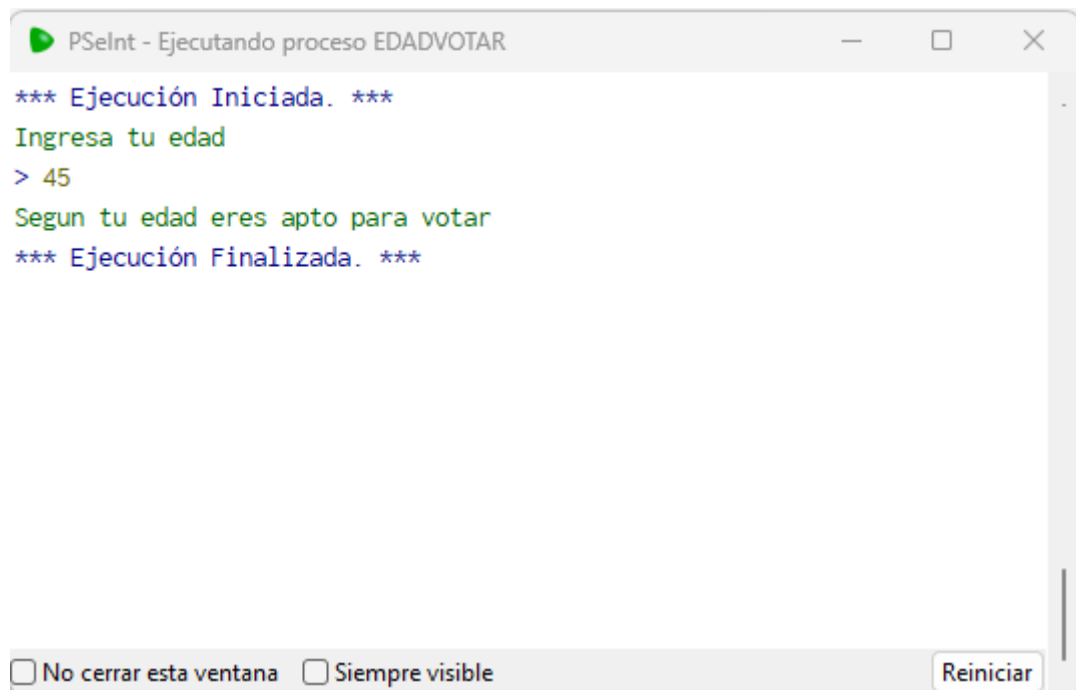 PSeInt - Ejecutando proceso EDADVOTAR
*** Ejecución Iniciada. ***
Ingresa tu edad
> 45
Segun tu edad eres apto para votar
*** Ejecución Finalizada. ***
No cerrar esta ventana Siempre visible Reiniciar